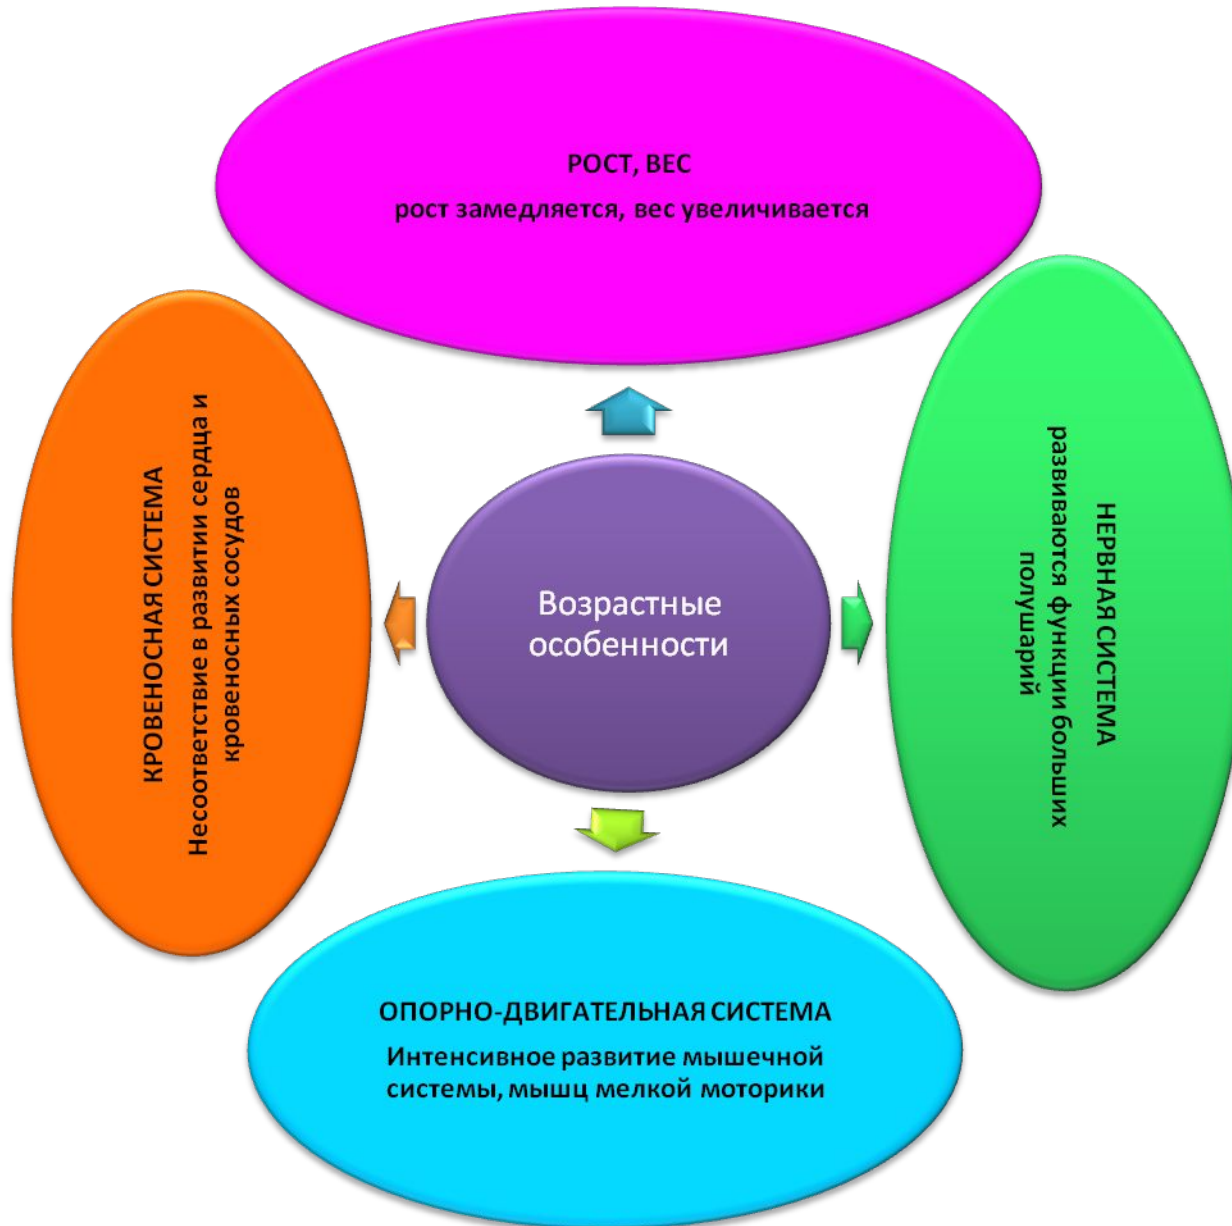 РОСТ, ВЕС
рост замедляется, вес увеличивается
КРОВЕНОСНАЯ СИСТЕМА
Несоответствие в развитии сердца и
кровеносных сосудов
Возрастные
особенности
НЕРВНАЯ СИСТЕМА
развиваются функции больших
полушарий
ОПОРНО-ДВИГАТЕЛЬНАЯ СИСТЕМА
Интенсивное развитие мышечной
системы, мышц мелкой моторики